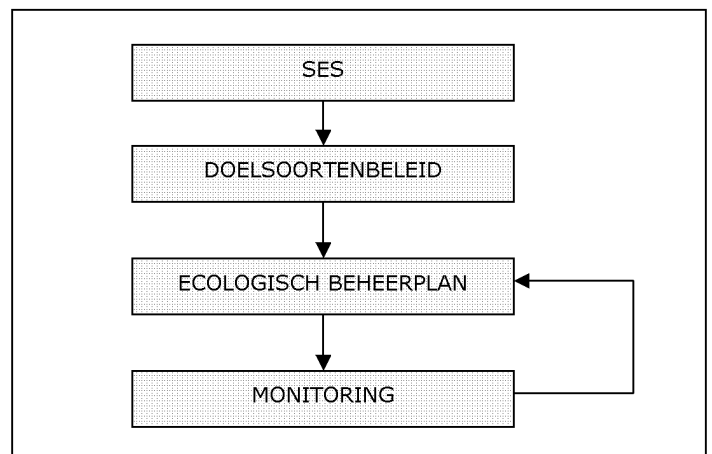 SES
DOELSOORTENBELEID
ECOLOGISCH BEHEERPLAN
MONITORING